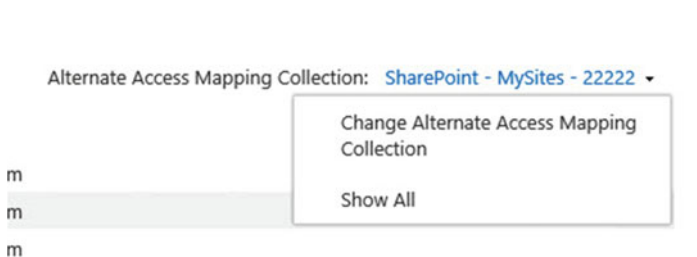 Alternate Access Mapping Collection: SharePoint - MySites - 22222
Change Alternate Access Mapping
Collection
m
Show All
m
m